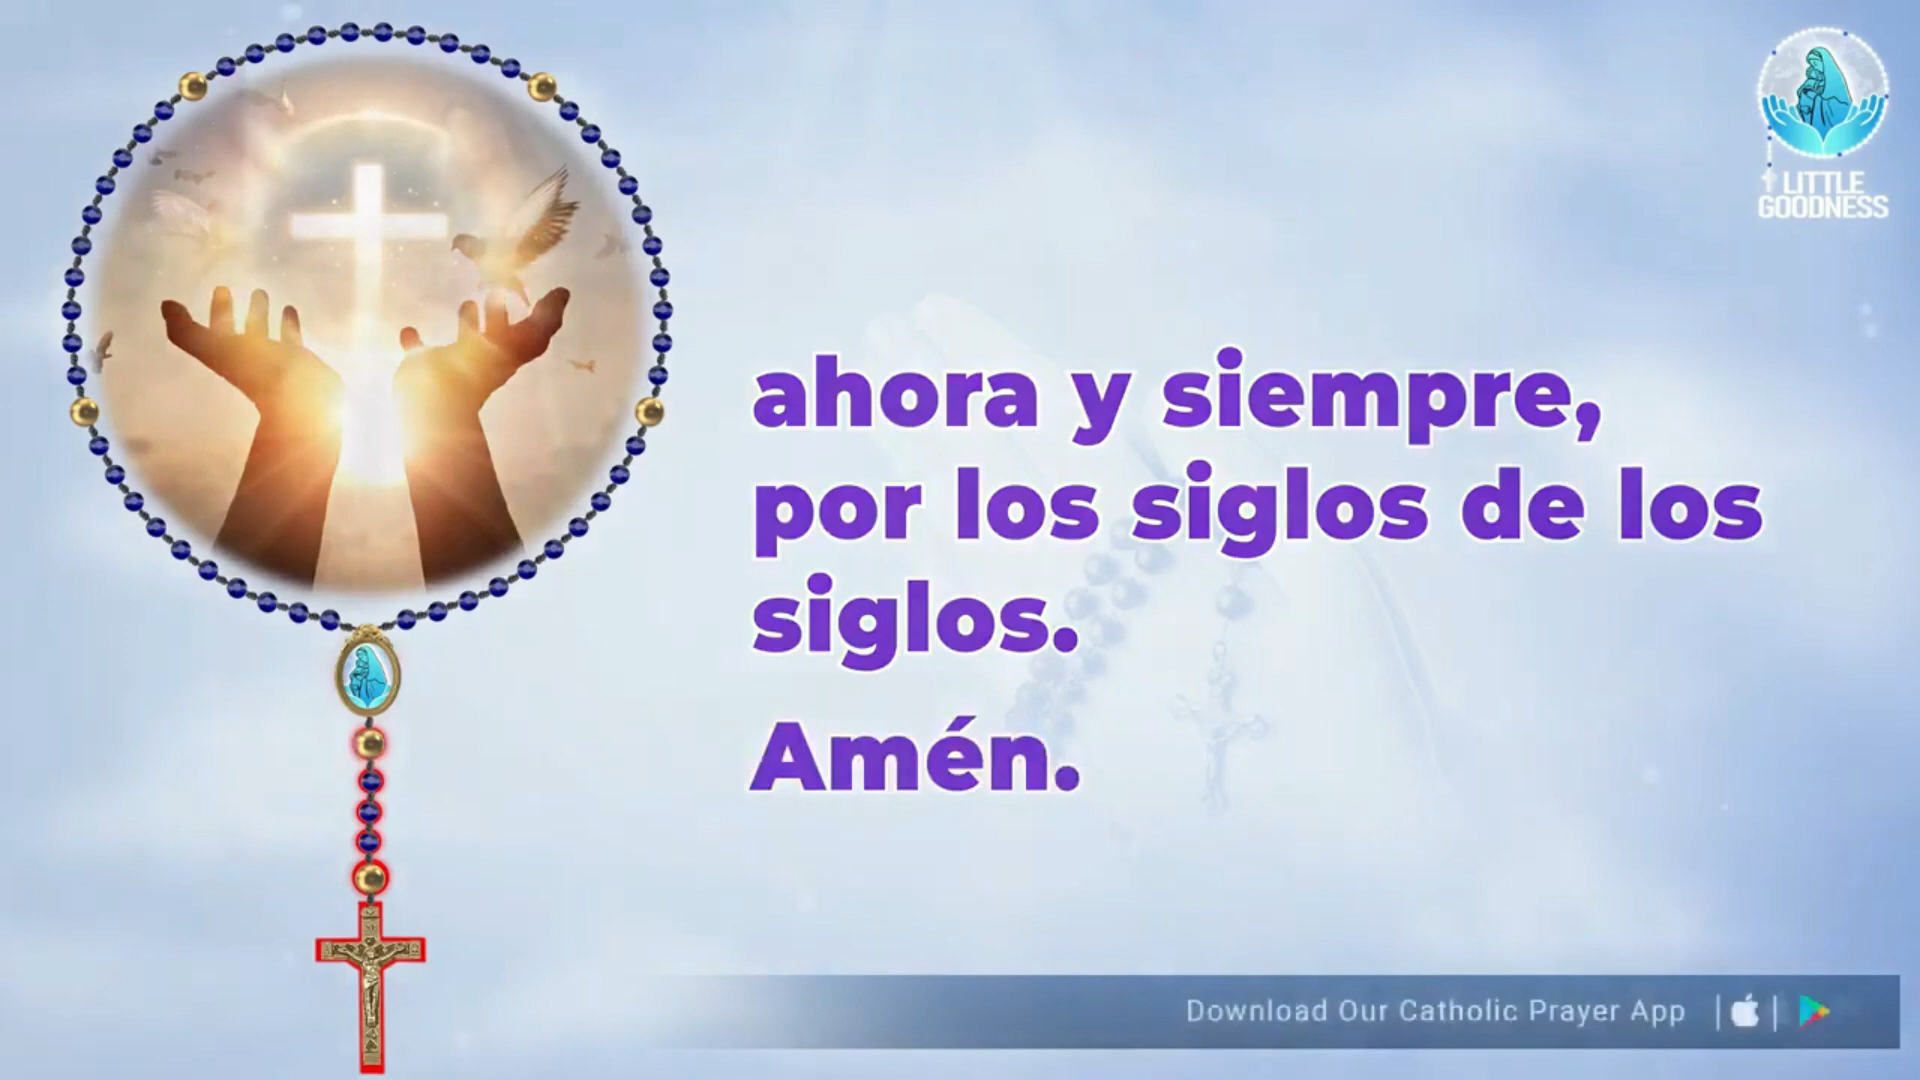 LITTLE
GOODNESS
ahora y siempre,
por los siglos de los
siglos.
Amén.
Download Our Catholic Prayer App